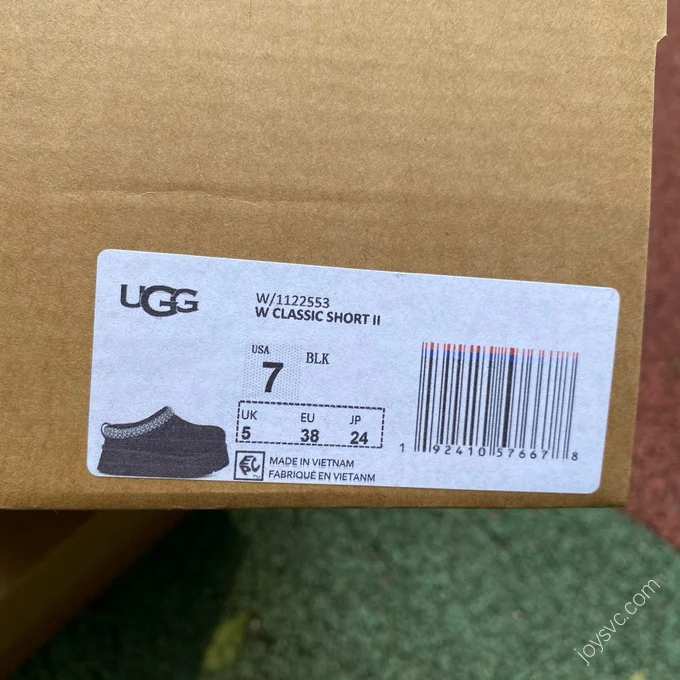 UGG
W/1122553
W CLASSIC SHORT II
USA
7
BLK
UK EU JP
5 38 24
MADE IN VIETNAM
FABRIQUÉ EN VIETANM
1 92410 57667 8
joysvc.com